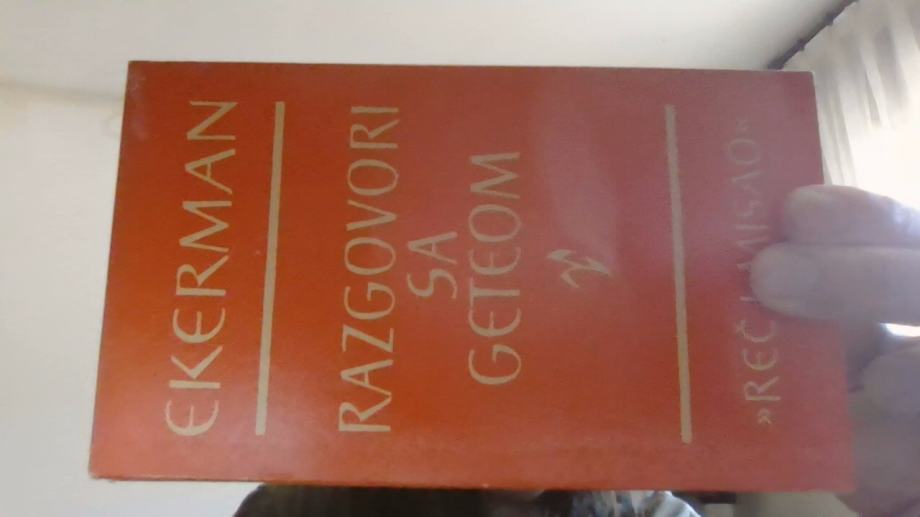 EKERMAN
RAZGOVORI
SA
GETEOM
»REČ I MISAO«